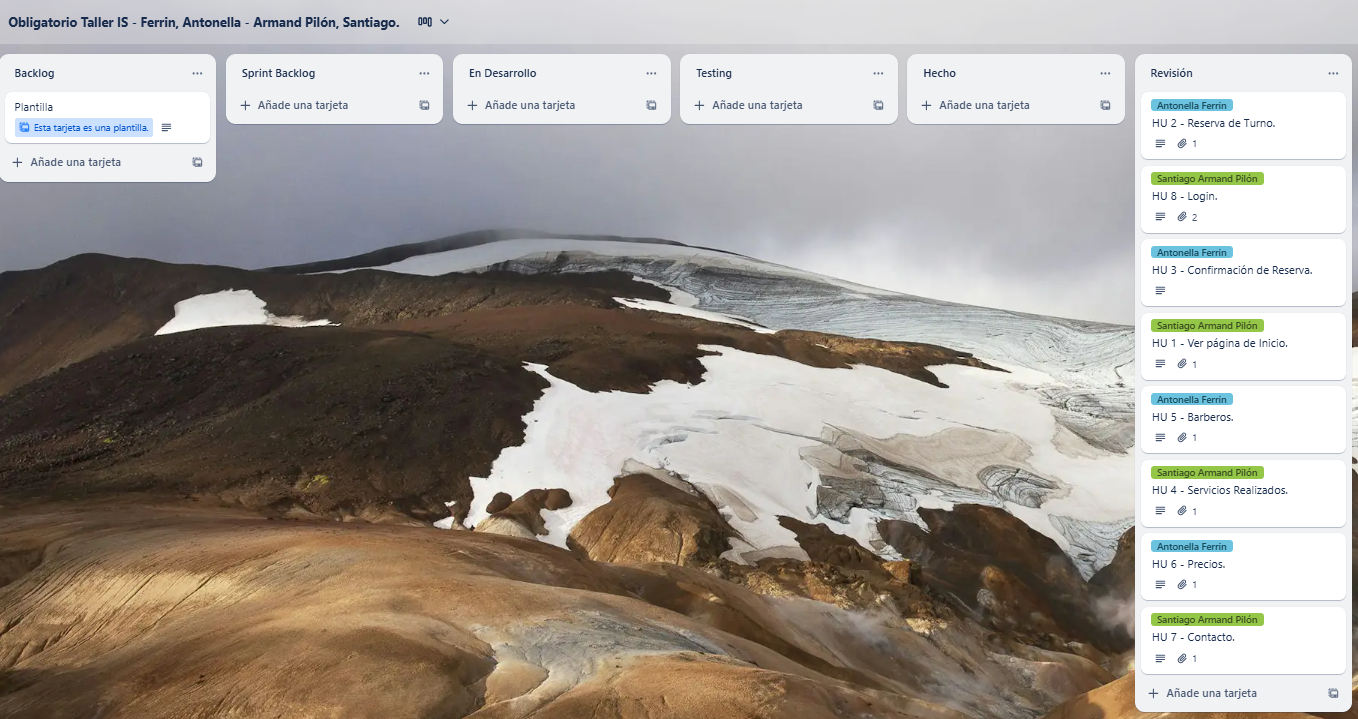 Obligatorio Taller IS - Ferrin, Antonella - Armand Pilón, Santiago.
Backlog
Plantilla
Esta tarjeta es una plantilla.
Añade una tarjeta
Sprint Backlog
Añade una tarjeta
En Desarrollo
Añade una tarjeta
Testing
Añade una tarjeta
Hecho
Añade una tarjeta
Revisión
Antonella Ferrin
HU 2 - Reserva de Turno.
1
Santiago Armand Pilón
HU 8 - Login.
2
Antonella Ferrin
HU 3 - Confirmación de Reserva.
Santiago Armand Pilón
HU 1 - Ver página de Inicio.
1
Antonella Ferrin
HU 5 - Barberos.
1
Santiago Armand Pilón
HU 4 - Servicios Realizados.
1
Antonella Ferrin
HU 6 - Precios.
1
Santiago Armand Pilón
HU 7 - Contacto.
1
Añade una tarjeta